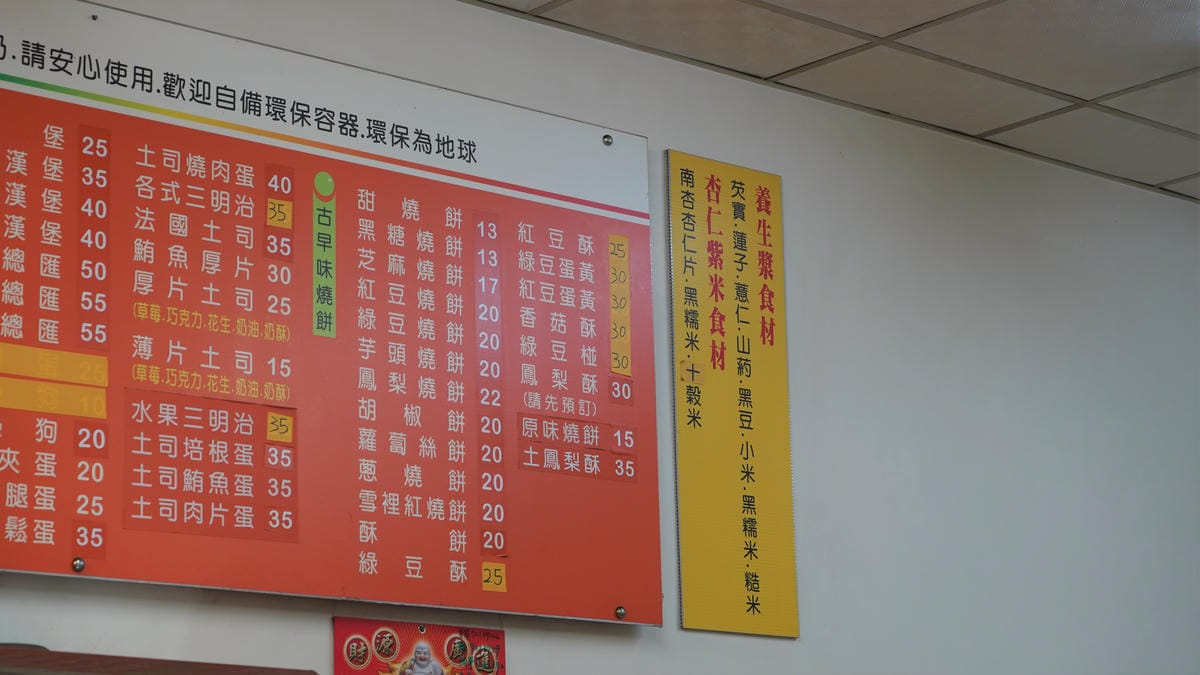 .請安心使用.歡迎自備環保容器.環保為地球
堡 25
漢堡 35
漢堡 40
漢堡 40
總匯 50
總匯 55
總匯 55
25
狗 10
狗 20
夾蛋 20
腿蛋 25
鬆蛋 35
土司燒肉蛋 40
各式三明治 35
法國土司 35
鮪魚厚片 30
厚片土司 25
(草莓.巧克力.花生.奶油.奶酥)
薄片土司 15
(草莓.巧克力.花生.奶油.奶酥)
水果三明治 35
土司培根蛋 35
土司鮪魚蛋 35
土司肉片蛋 35
古早味燒餅
甜燒餅 13
黑糖燒餅 13
芝麻燒餅 17
紅豆燒餅 20
綠豆燒餅 20
芋頭燒餅 20
鳳梨燒餅 22
胡椒餅 20
蘿蔔絲餅 20
蔥燒餅 20
雪裡紅燒餅 20
酥餅 20
綠豆酥 25
紅豆酥 25
綠豆蛋黃 30
紅豆蛋黃 30
香菇酥 30
綠豆椪 30
鳳梨酥 30
(請先預訂)
原味燒餅 15
土鳳梨酥 35
養生漿食材
芡實.蓮子.薏仁.山葯.黑豆.小米.黑糯米.糙米
杏仁紫米食材
南杏杏仁片.黑糯米.十穀米
財源廣進